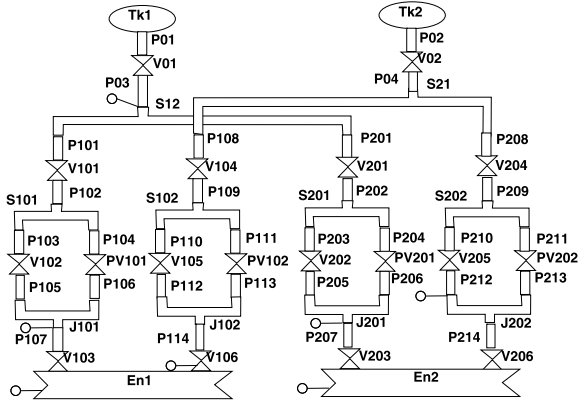 Tk1 Tk2
P01 P02
V01 V02
P03 P04 S21
S12
P101 P108 P201 P208
V101 V104 V201 V204
P102 P109 P202 P209
S101 S102 S201 S202
P103 P104 P110 P111 P203 P204 P210 P211
V102 PV101 V105 PV102 V202 PV201 V205 PV202
P105 P106 P112 P113 P205 P206 P212 P213
J101 J102 J201 J202
P107 P114 P207 P214
V103 V106 V203 V206
En1 En2